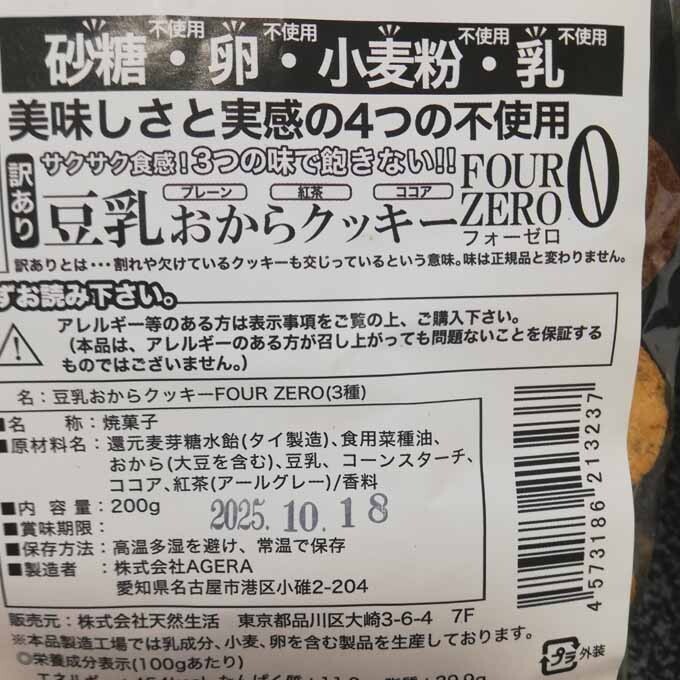 不使用 不使用 不使用 不使用
砂糖・卵・小麦粉・乳
美味しさと実感の4つの不使用
訳あり
サクサク食感!3つの味で飽きない!!
プレーン 紅茶 ココア
豆乳おからクッキー FOUR ZERO 0
フォーゼロ
訳ありとは…割れや欠けているクッキーも交じっているという意味。味は正規品と変わりません。
ずお読み下さい。
アレルギー等のある方は表示事項をご覧の上、ご購入下さい。
(本品は、アレルギーのある方が召し上がっても問題ないことを保証する
ものではございません。)
名:豆乳おからクッキーFOUR ZERO(3種)
■名 称:焼菓子
■原材料名:還元麦芽糖水飴(タイ製造)、食用菜種油、
おから(大豆を含む)、豆乳、コーンスターチ、
ココア、紅茶(アールグレー)/香料
■内 容 量:200g
■賞味期限:
2025.10.18
■保存方法:高温多湿を避け、常温で保存
■製造者 :株式会社AGERA
愛知県名古屋市港区小碓2-204
4 573186 213237
販売元:株式会社天然生活 東京都品川区大崎3-6-4 7F
※本品製造工場では乳成分、小麦、卵を含む製品を生産しております。
プラ 外装
◎栄養成分表示(100gあたり)